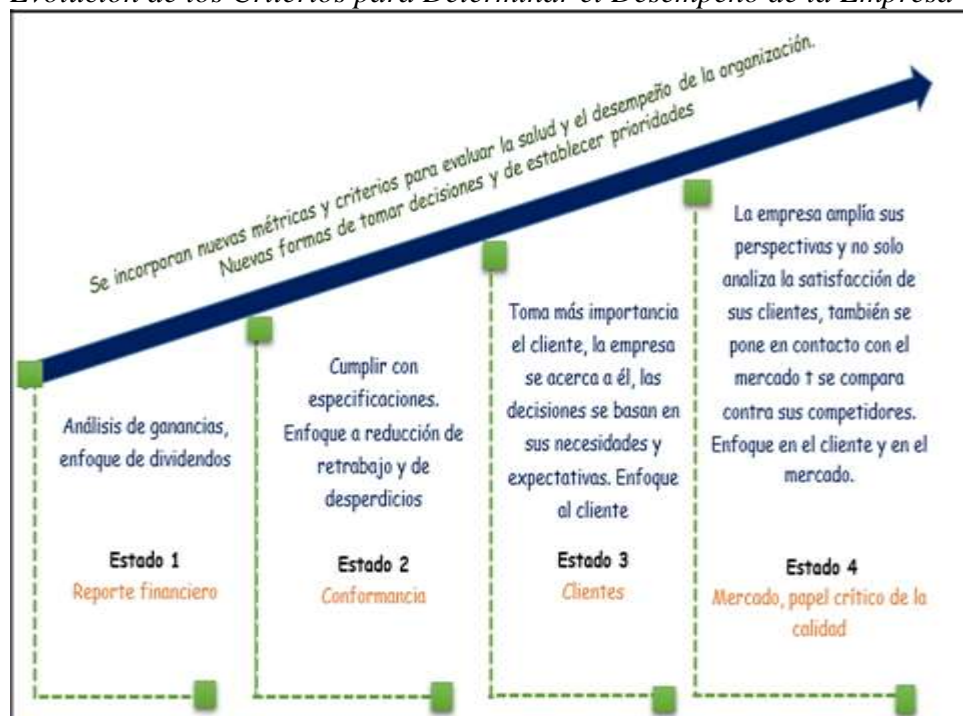 Evolución de los Criterios para Determinar el Desempeño de la Empresa
Se incorporan nuevas métricas y criterios para evaluar la salud y el desempeño de la organización.
Nuevas formas de tomar decisiones y de establecer prioridades
Análisis de ganancias,
enfoque de dividendos
Estado 1
Reporte financiero
Cumplir con
especificaciones.
Enfoque a reducción de
retrabajo y de
desperdicios
Estado 2
Conformancia
Toma más importancia
el cliente, la empresa
se acerca a él, las
decisiones se basan en
sus necesidades y
expectativas. Enfoque
al cliente
Estado 3
Clientes
La empresa amplía sus
perspectivas y no solo
analiza la satisfacción de
sus clientes, también se
pone en contacto con el
mercado t se compara
contra sus competidores.
Enfoque en el cliente y en el
mercado.
Estado 4
Mercado, papel crítico de la
calidad